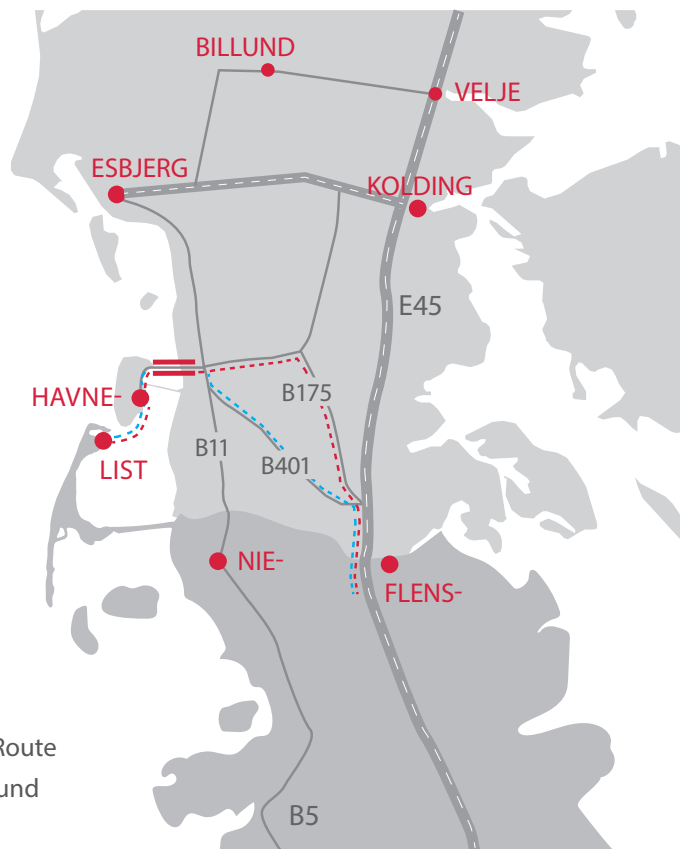 BILLUND
VELJE
ESBJERG
KOLDING
E45
B175
HAVNE-
B11
B401
LIST
NIE-
FLENS-
Route
und
B5